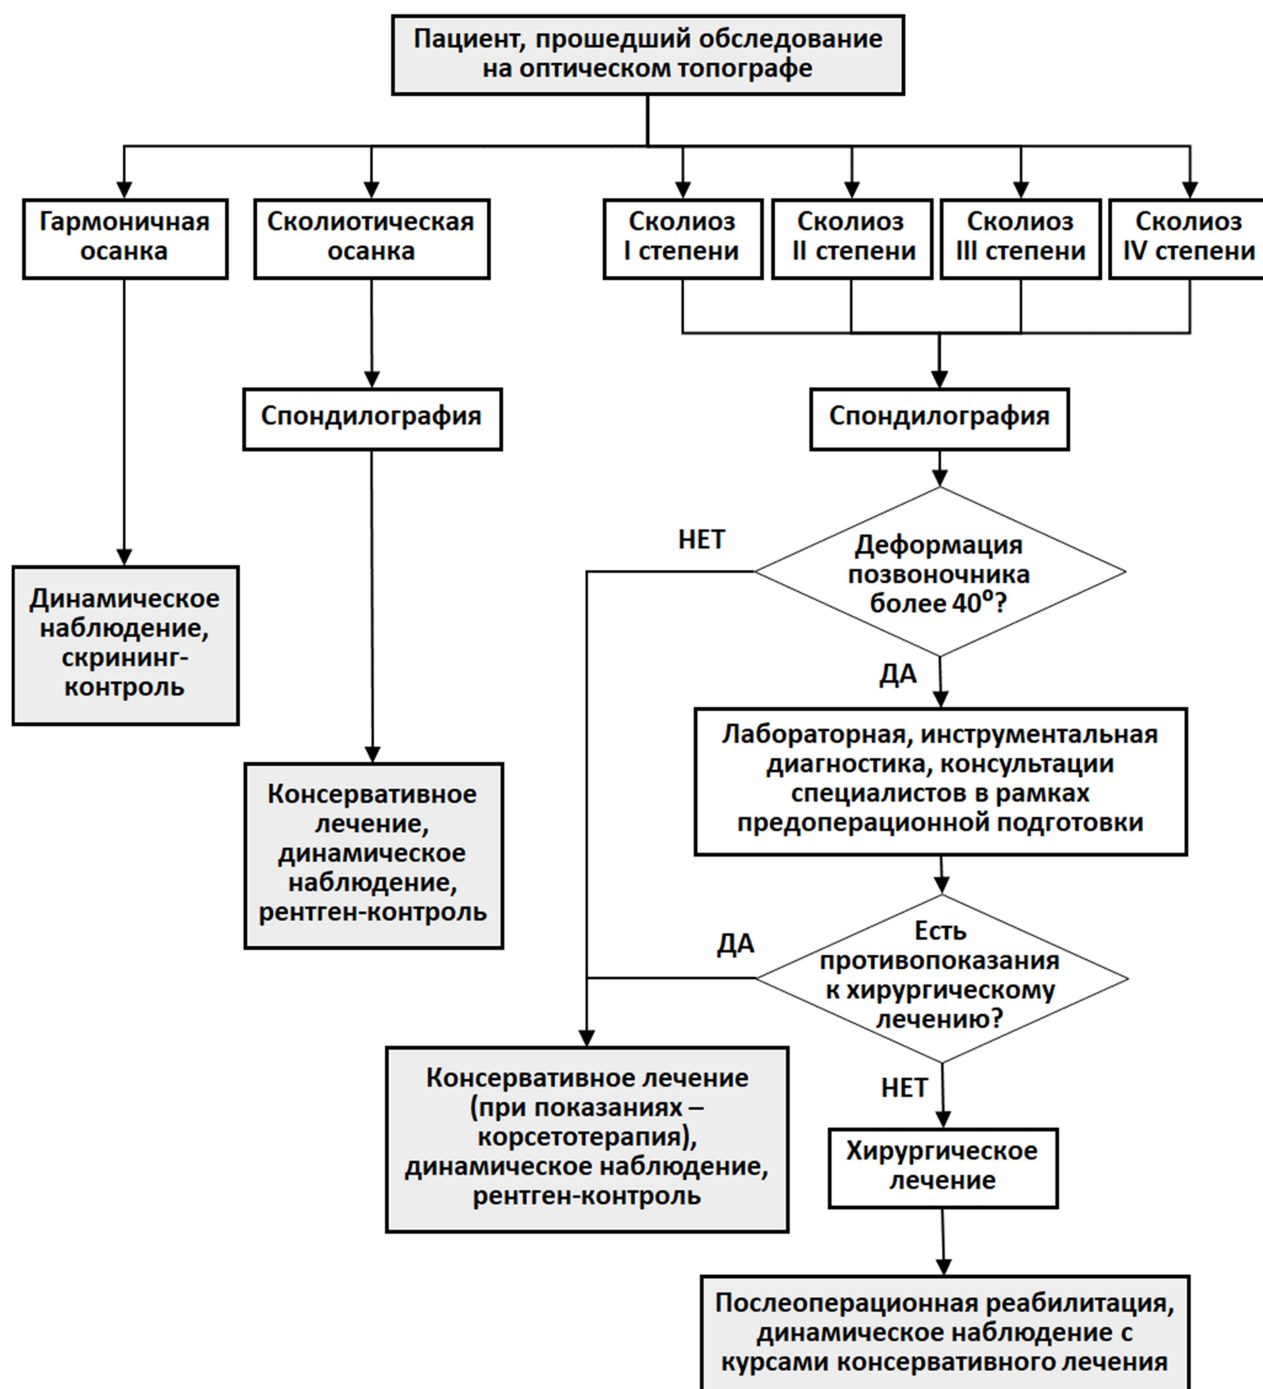 Пациент, прошедший обследование
на оптическом топографе
Гармоничная
осанка
Сколиотическая
осанка
Сколиоз
I степени
Сколиоз
II степени
Сколиоз
III степени
Сколиоз
IV степени
Спондилография
Спондилография
НЕТ
Деформация
позвоночника
более 40⁰?
Динамическое
наблюдение,
скрининг-
контроль
ДА
Лабораторная, инструментальная
диагностика, консультации
специалистов в рамках
предоперационной подготовки
Консервативное
лечение,
динамическое
наблюдение,
рентген-контроль
ДА
Есть
противопоказания
к хирургическому
лечению?
НЕТ
Консервативное лечение
(при показаниях –
корсетотерапия),
динамическое наблюдение,
рентген-контроль
Хирургическое
лечение
Послеоперационная реабилитация,
динамическое наблюдение с
курсами консервативного лечения